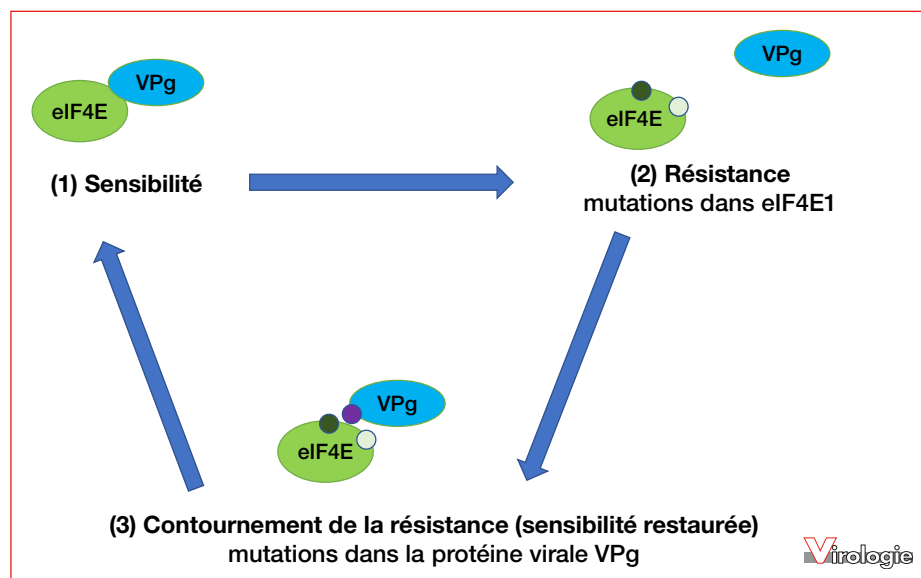 VPg
eIF4E
(1) Sensibilité
VPg
eIF4E
(2) Résistance
mutations dans eIF4E1
VPg
eIF4E
(3) Contournement de la résistance (sensibilité restaurée)
mutations dans la protéine virale VPg
Virologie